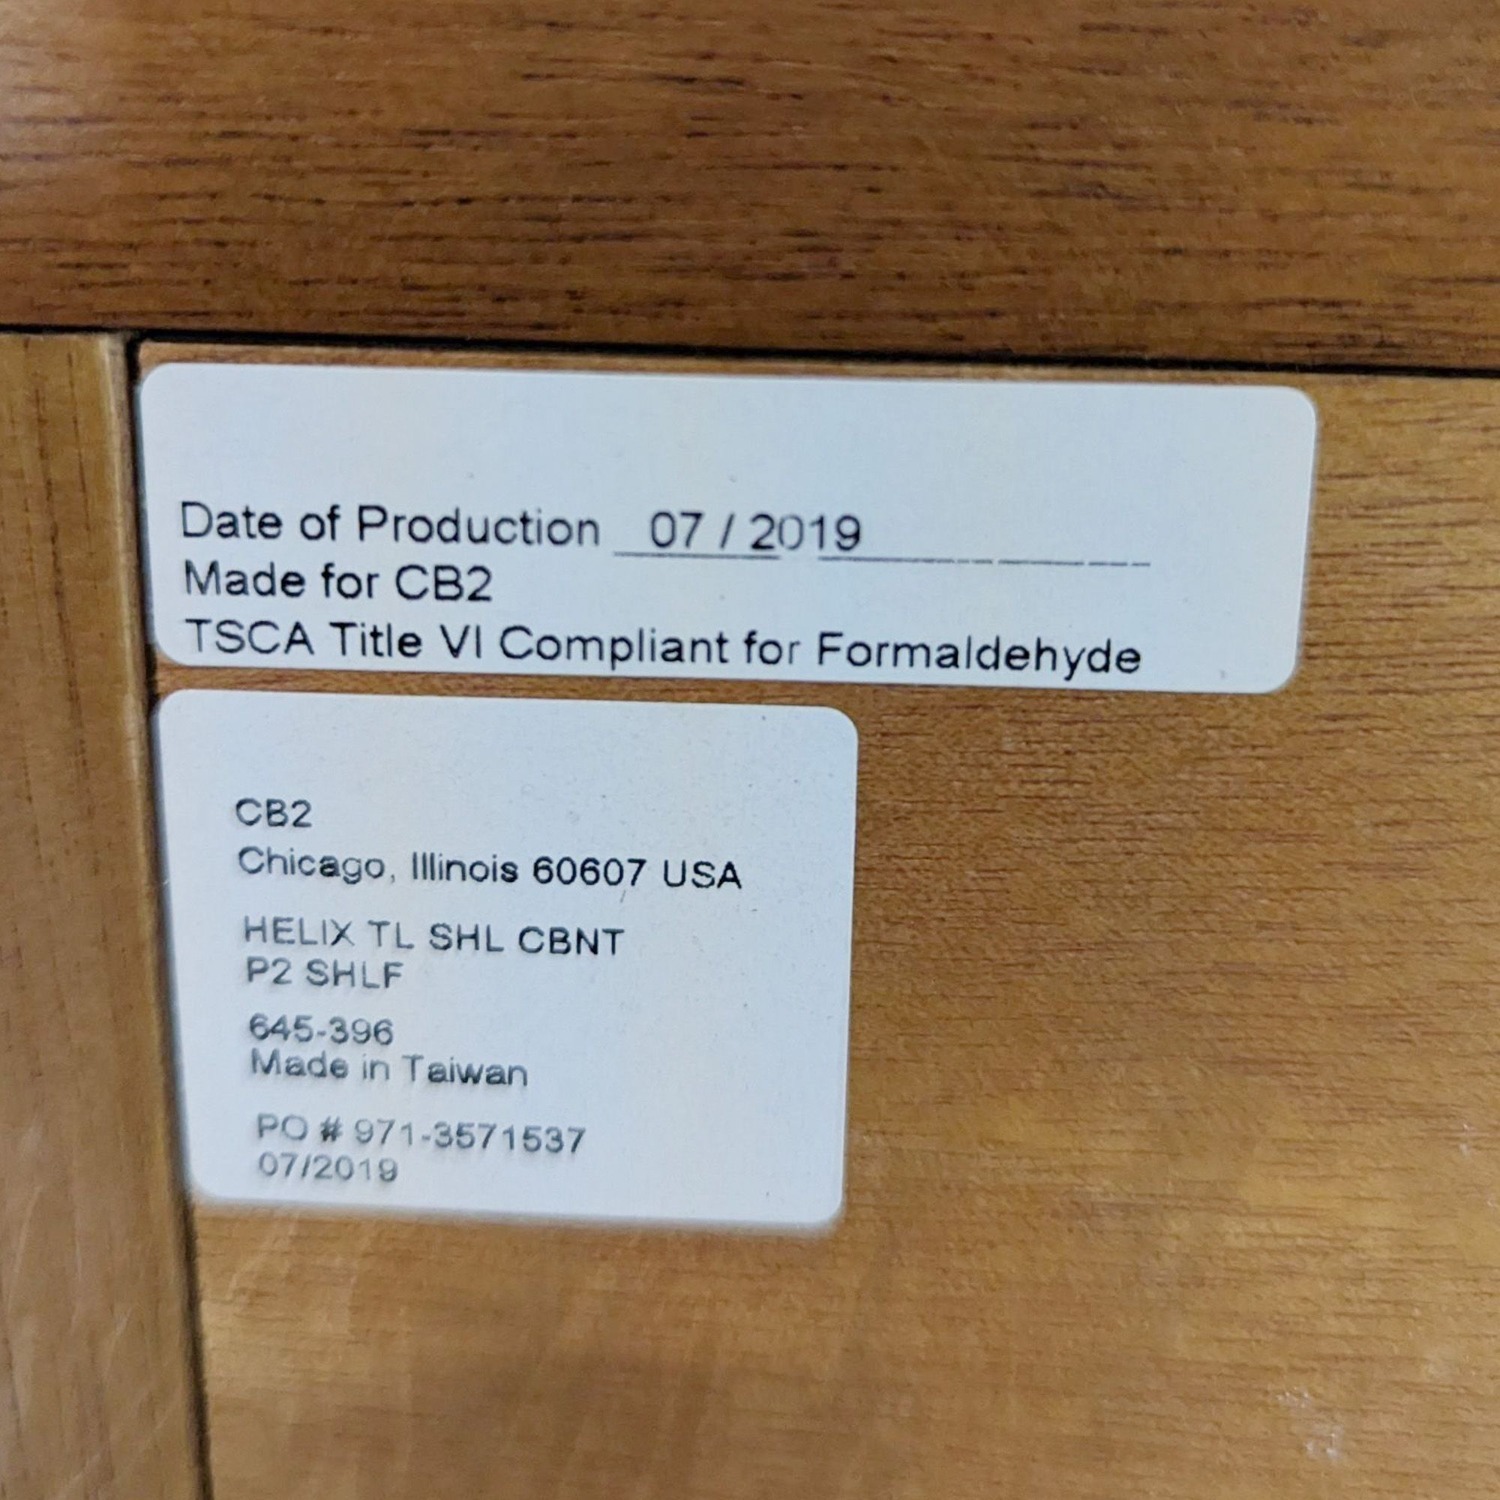 Date of Production 07 / 2019
Made for CB2
TSCA Title VI Compliant for Formaldehyde
CB2
Chicago, Illinois 60607 USA
HELIX TL SHL CBNT
P2 SHLF
645-396
Made in Taiwan
PO # 971-3571537
07/2019